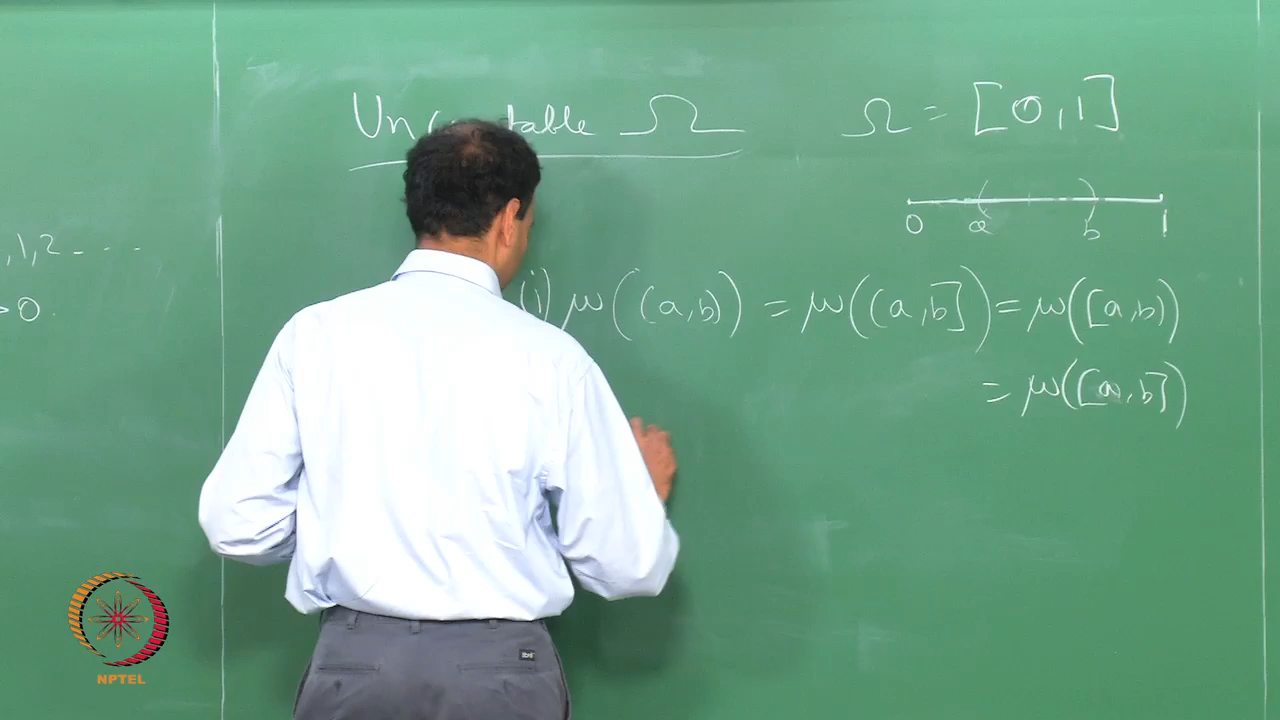 Un table Ω Ω = [0,1]
0 a b 1
,1,2 - - - -
>0.
(i) μ((a,b)) = μ((a,b]) = μ([a,b))
= μ([a,b])
NPTEL